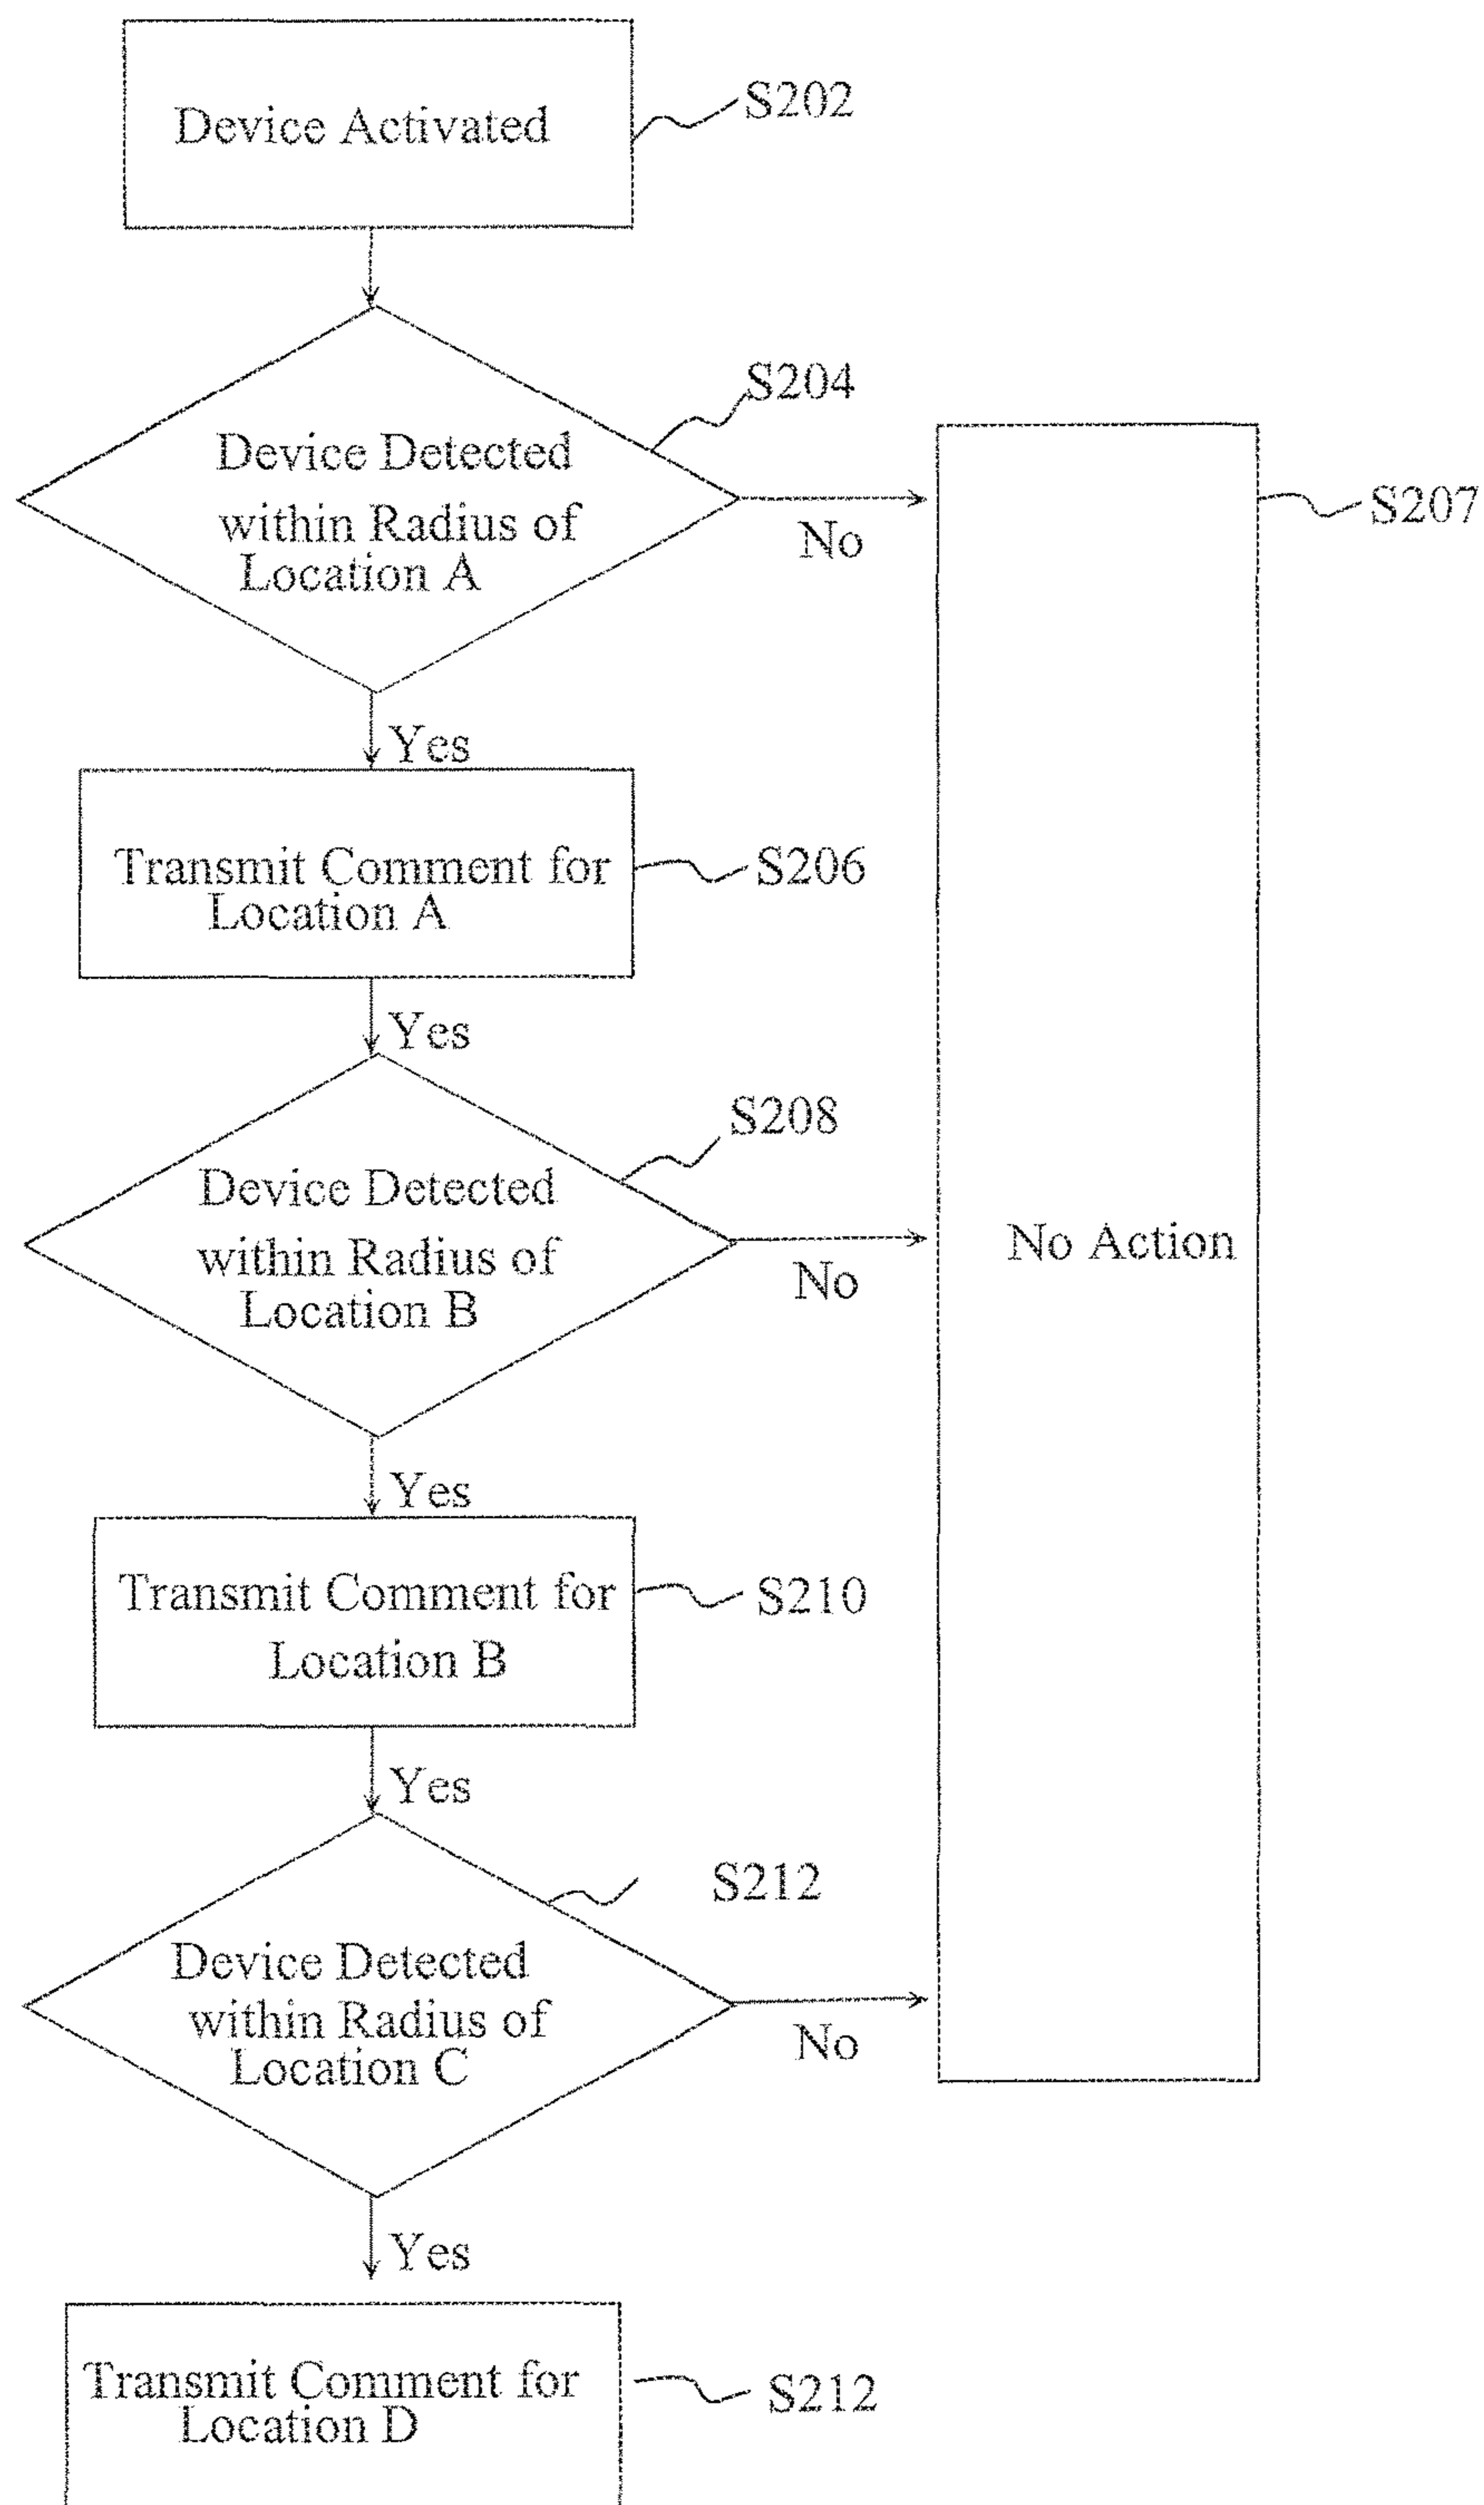 Device Activated
S202
Device Detected
within Radius of
Location A
S204
No
S207
Yes
Transmit Comment for
Location A
S206
Yes
Device Detected
within Radius of
Location B
S208
No
No Action
Yes
Transmit Comment for
Location B
S210
Yes
Device Detected
within Radius of
Location C
S212
No
Yes
Transmit Comment for
Location D
S212